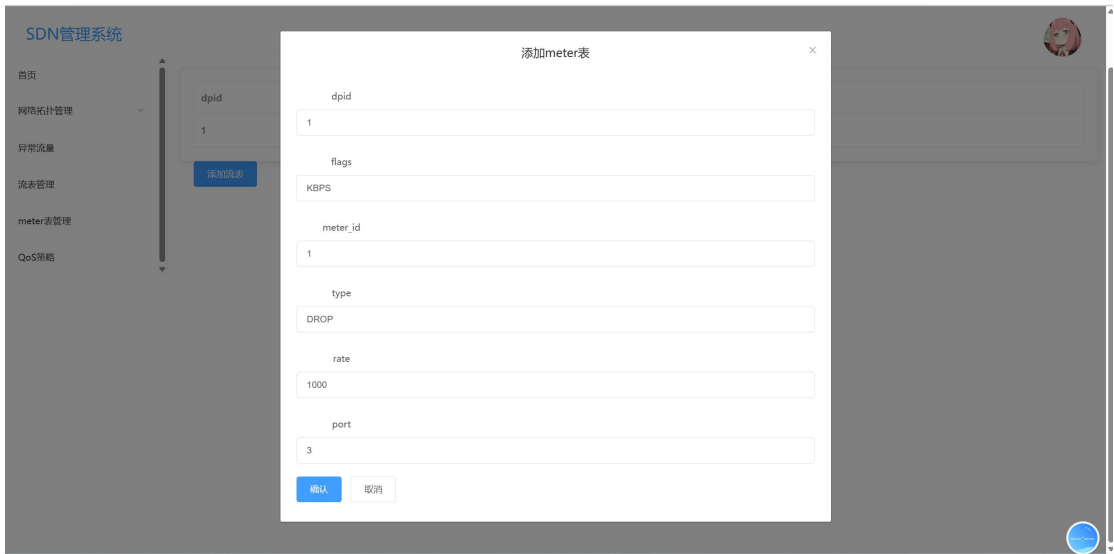 SDN管理系统
首页
网络拓扑管理
异常流量
流表管理
meter表管理
QoS策略
dpid
1
添加流表
添加meter表
dpid
1
flags
KBPS
meter_id
1
type
DROP
rate
1000
port
3
确认 取消